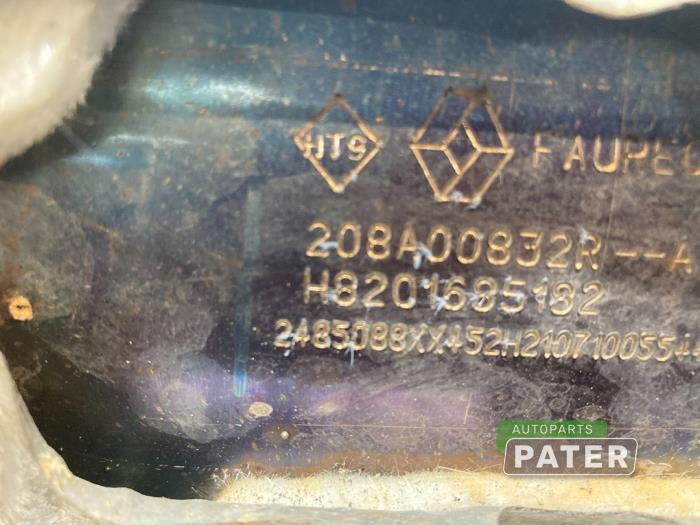 HT9 FAUREC
208A00832R--A
H8201685182
2485088XX452H2107100554
AUTOPARTS
PATER